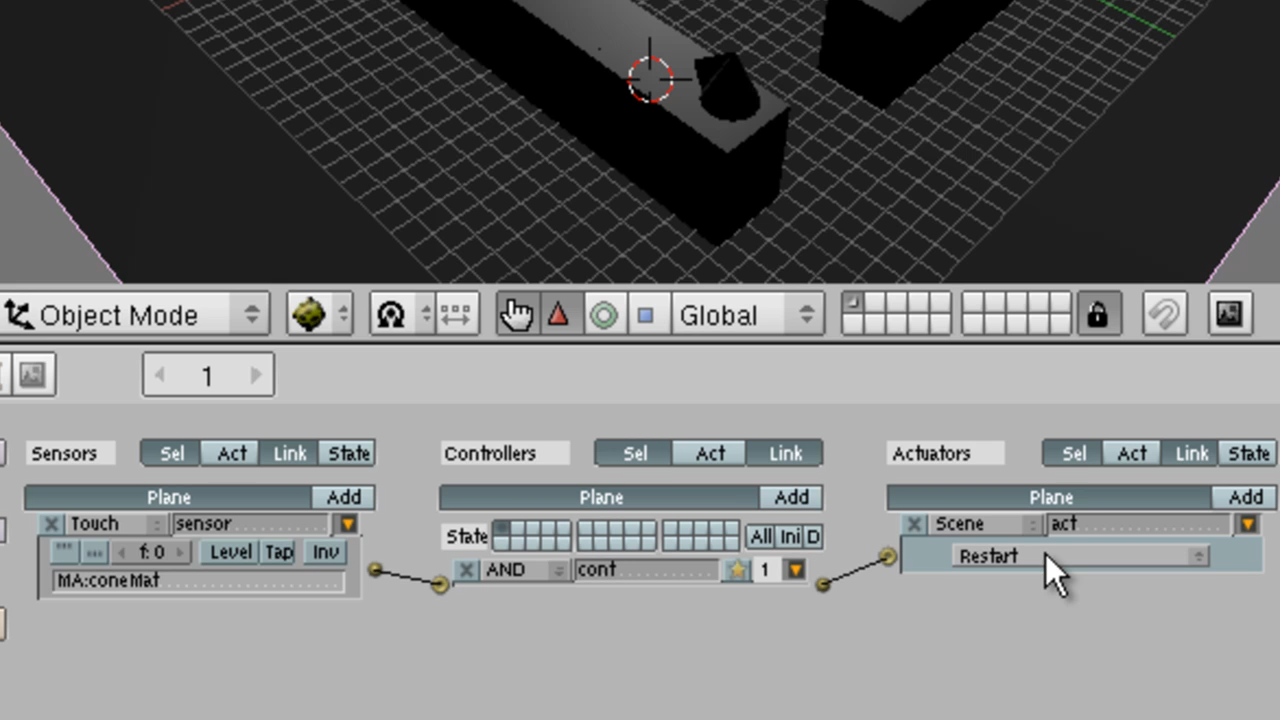 Object Mode Global
1
Sensors Sel Act Link State Controllers Sel Act Link Actuators Sel Act Link State
Plane Add Plane Add Plane Add
Touch sensor State All Ini D Scene act
f: 0 Level Tap Inv AND cont 1 Restart
MA:coneMat